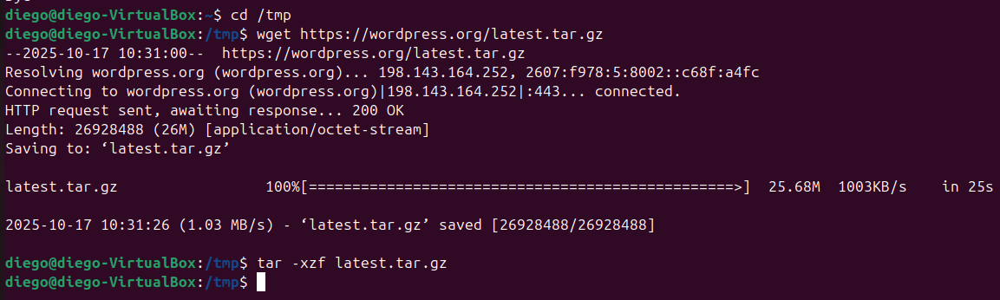 diego@diego-VirtualBox:~$ cd /tmp
diego@diego-VirtualBox:/tmp$ wget https://wordpress.org/latest.tar.gz
--2025-10-17 10:31:00--  https://wordpress.org/latest.tar.gz
Resolving wordpress.org (wordpress.org)... 198.143.164.252, 2607:f978:5:8002::c68f:a4fc
Connecting to wordpress.org (wordpress.org)|198.143.164.252|:443... connected.
HTTP request sent, awaiting response... 200 OK
Length: 26928488 (26M) [application/octet-stream]
Saving to: ‘latest.tar.gz’
latest.tar.gz                 100%[=================================================>]  25.68M  1003KB/s    in 25s
2025-10-17 10:31:26 (1.03 MB/s) - ‘latest.tar.gz’ saved [26928488/26928488]
diego@diego-VirtualBox:/tmp$ tar -xzf latest.tar.gz
diego@diego-VirtualBox:/tmp$